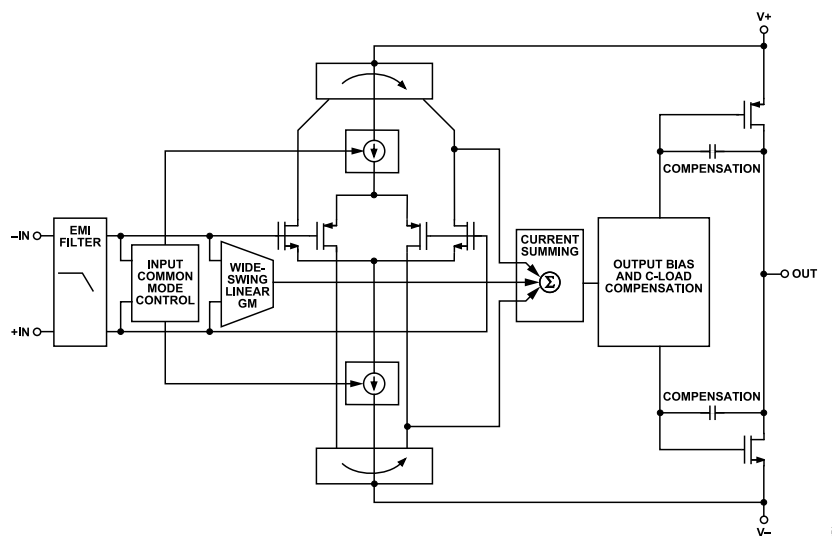 V+
COMPENSATION
–IN
EMI
FILTER
INPUT
COMMON
MODE
CONTROL
WIDE-
SWING
LINEAR
GM
+IN
CURRENT
SUMMING
Σ
OUTPUT BIAS
AND C-LOAD
COMPENSATION
OUT
COMPENSATION
V–